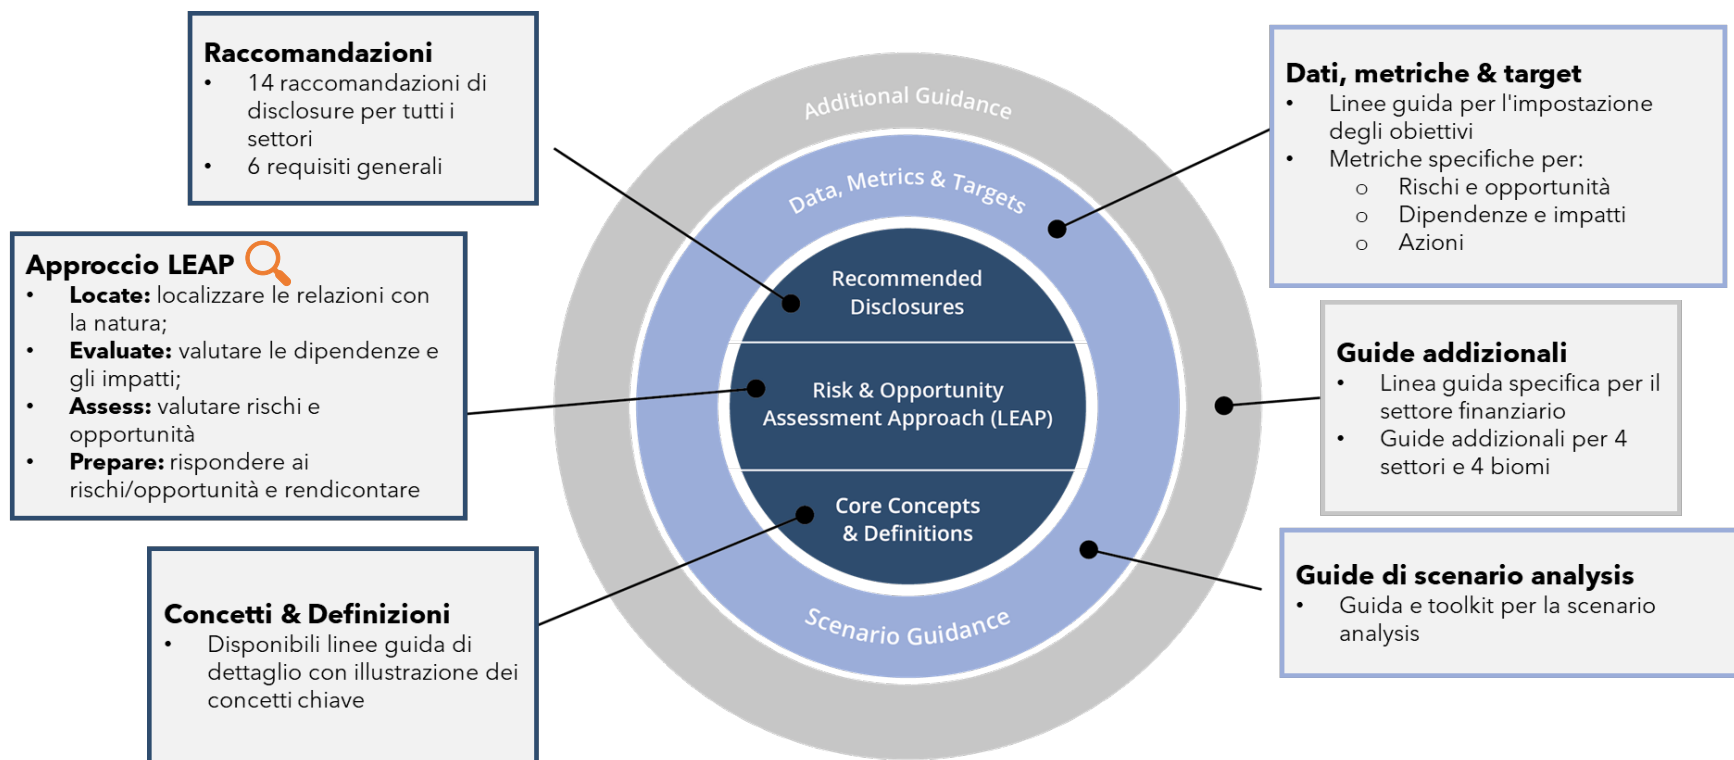 Raccomandazioni
• 14 raccomandazioni di
disclosure per tutti i
settori
• 6 requisiti generali
Approccio LEAP
• Locate: localizzare le relazioni con
la natura;
• Evaluate: valutare le dipendenze e
gli impatti;
• Assess: valutare rischi e
opportunità
• Prepare: rispondere ai
rischi/opportunità e rendicontare
Concetti & Definizioni
• Disponibili linee guida di
dettaglio con illustrazione dei
concetti chiave
Additional Guidance
Data, Metrics & Targets
Recommended
Disclosures
Risk & Opportunity
Assessment Approach (LEAP)
Core Concepts
& Definitions
Scenario Guidance
Dati, metriche & target
• Linee guida per l'impostazione
degli obiettivi
• Metriche specifiche per:
o Rischi e opportunità
o Dipendenze e impatti
o Azioni
Guide addizionali
• Linea guida specifica per il
settore finanziario
• Guide addizionali per 4
settori e 4 biomi
Guide di scenario analysis
• Guida e toolkit per la scenario
analysis